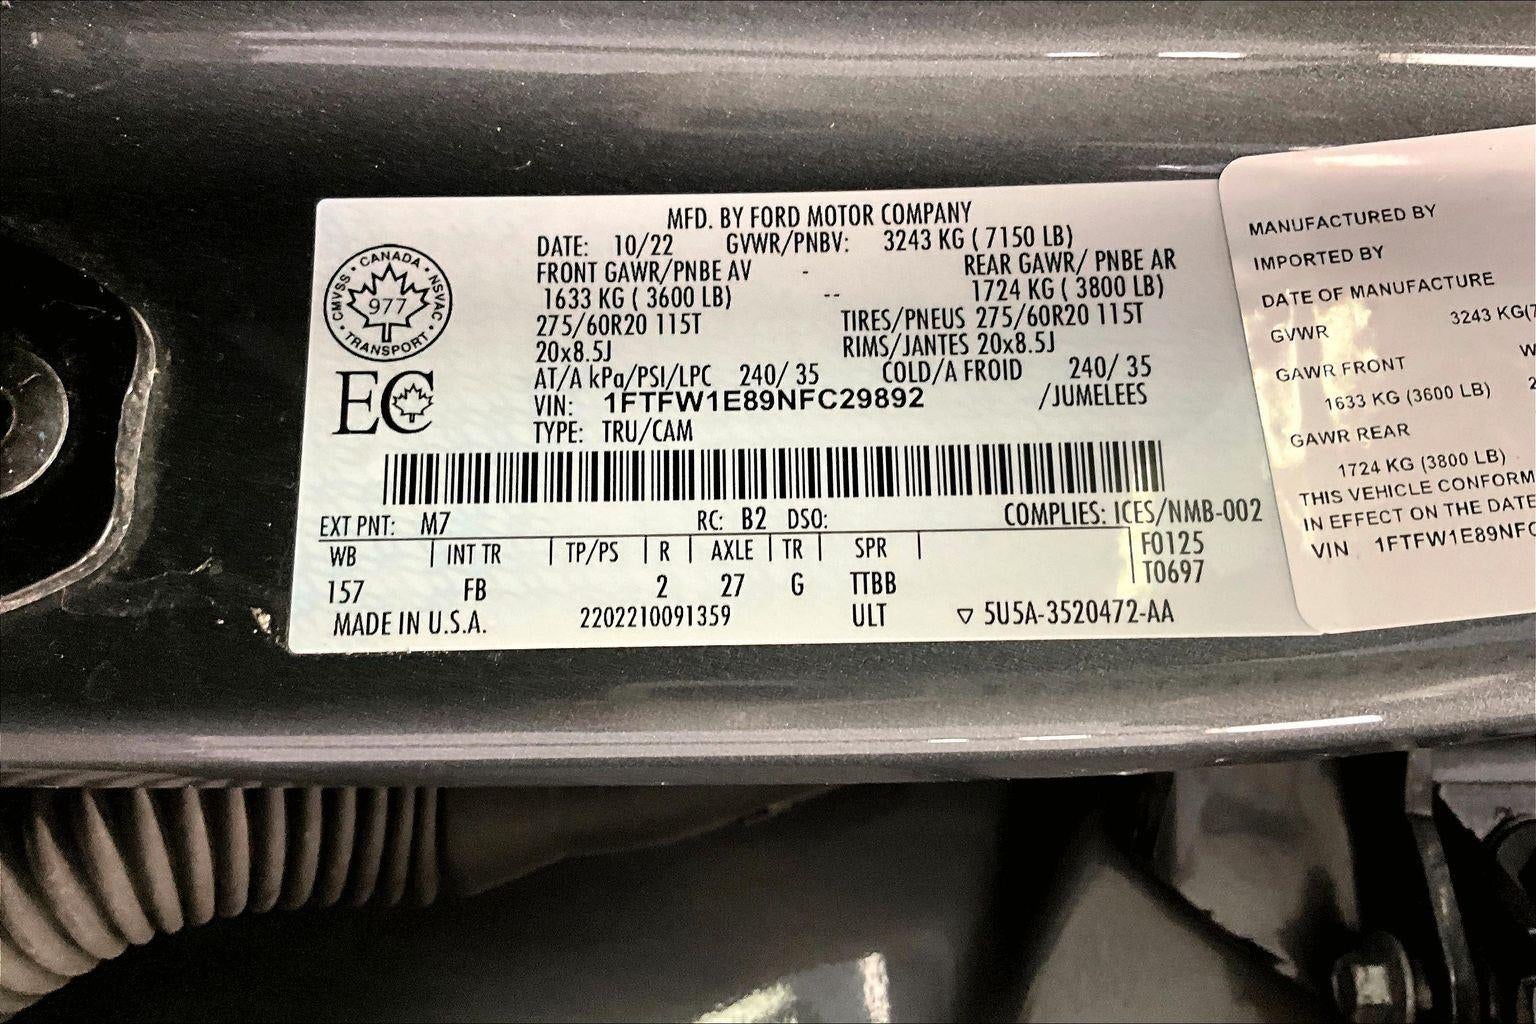 MFD. BY FORD MOTOR COMPANY
DATE: 10/22 GVWR/PNBV: 3243 KG ( 7150 LB)
FRONT GAWR/PNBE AV - REAR GAWR/ PNBE AR
1633 KG ( 3600 LB) -- 1724 KG ( 3800 LB)
275/60R20 115T TIRES/PNEUS 275/60R20 115T
20x8.5J RIMS/JANTES 20x8.5J
AT/A kPa/PSI/LPC 240/ 35 COLD/A FROID 240/ 35
VIN: 1FTFW1E89NFC29892 /JUMELEES
TYPE: TRU/CAM
CMVSS · CANADA · NSVAC · TRANSPORT ·
977
EC
EXT PNT: M7 RC: B2 DSO: COMPLIES: ICES/NMB-002
WB INT TR TP/PS R AXLE TR SPR F0125
T0697
157 FB 2 27 G TTBB
MADE IN U.S.A. 2202210091359 ULT ▽ 5U5A-3520472-AA
MANUFACTURED BY
IMPORTED BY
DATE OF MANUFACTURE
GVWR 3243 KG(7
GAWR FRONT W
1633 KG (3600 LB) 2
GAWR REAR
1724 KG (3800 LB)
THIS VEHICLE CONFORM
IN EFFECT ON THE DATE
VIN 1FTFW1E89NFC